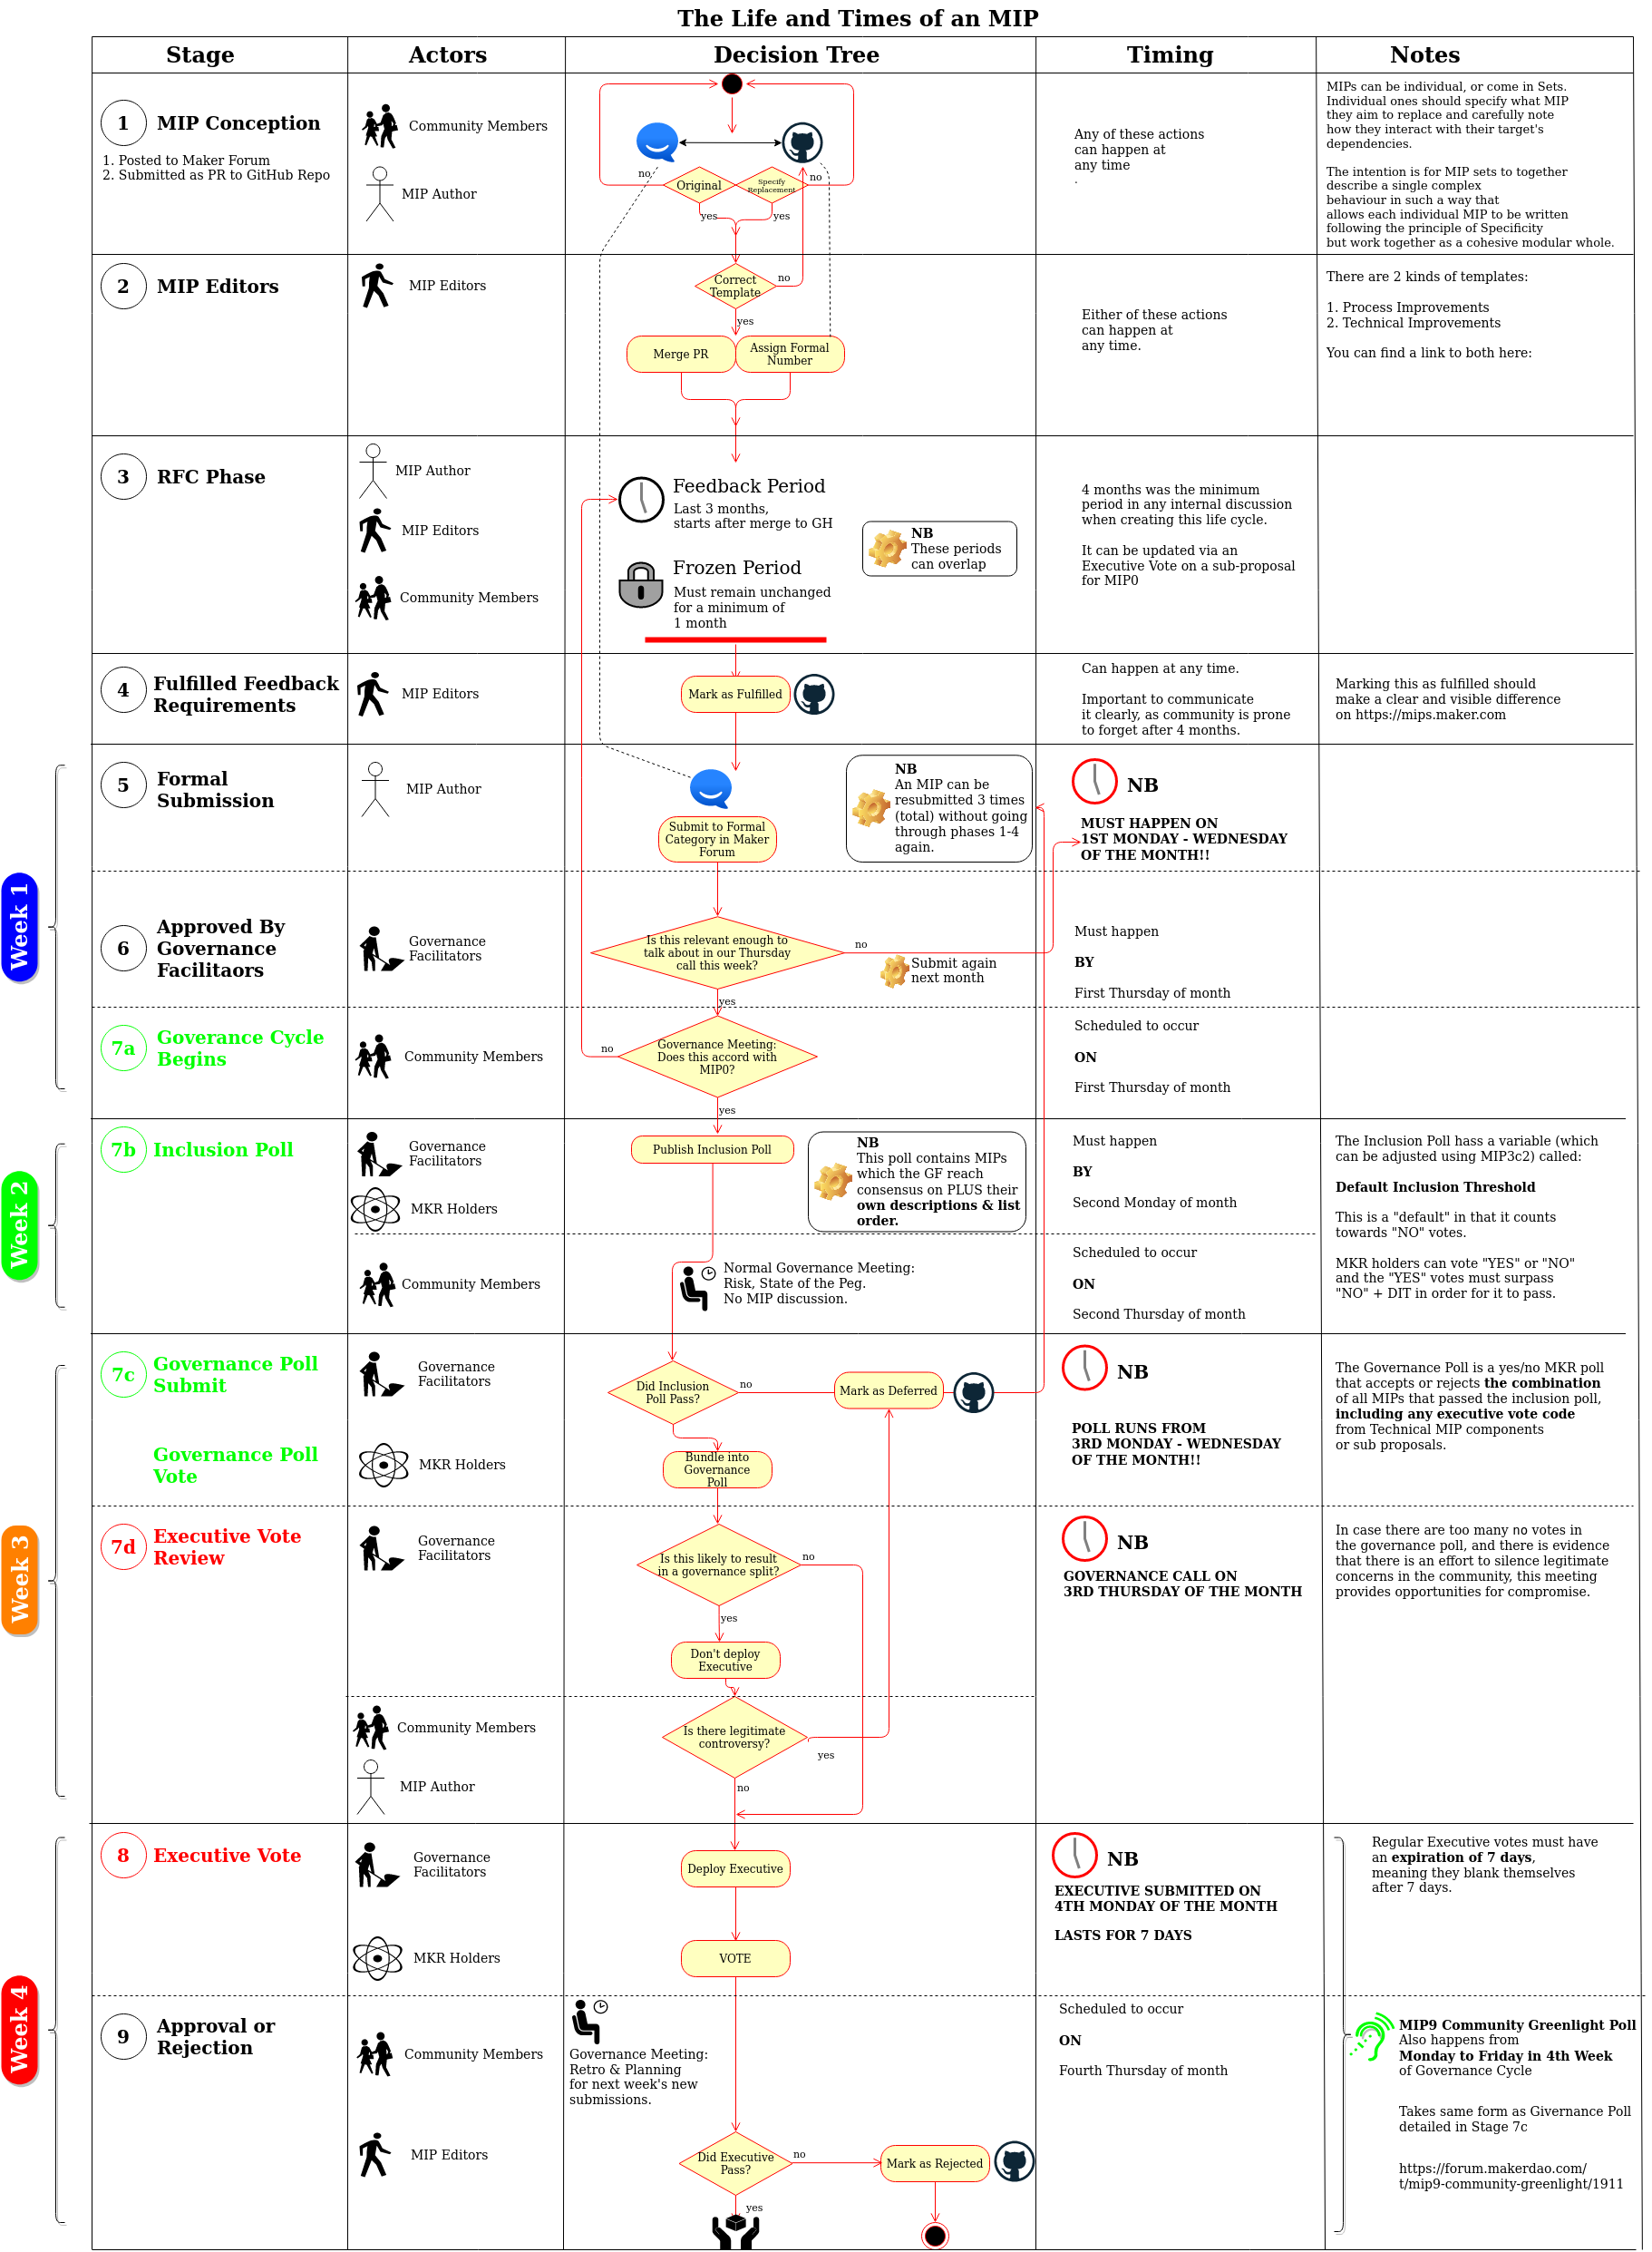 The Life and Times of an MIP
Stage
Actors
Decision Tree
Timing
Notes
1
MIP Conception
1. Posted to Maker Forum
2. Submitted as PR to GitHub Repo
Community Members
MIP Author
no
Original
Specify
Replacement
no
yes
yes
Any of these actions
can happen at
any time
.
MIPs can be individual, or come in Sets.
Individual ones should specify what MIP
they aim to replace and carefully note
how they interact with their target's
dependencies.
The intention is for MIP sets to together
describe a single complex
behaviour in such a way that
allows each individual MIP to be written
following the principle of Specificity
but work together as a cohesive modular whole.
2
MIP Editors
MIP Editors
Correct
Template
no
yes
Merge PR
Assign Formal
Number
Either of these actions
can happen at
any time.
There are 2 kinds of templates:
1. Process Improvements
2. Technical Improvements
You can find a link to both here:
3
RFC Phase
MIP Author
MIP Editors
Community Members
Feedback Period
Last 3 months,
starts after merge to GH
Frozen Period
Must remain unchanged
for a minimum of
1 month
NB
These periods
can overlap
4 months was the minimum
period in any internal discussion
when creating this life cycle.
It can be updated via an
Executive Vote on a sub-proposal
for MIP0
4
Fulfilled Feedback
Requirements
MIP Editors
Mark as Fulfilled
Can happen at any time.
Important to communicate
it clearly, as community is prone
to forget after 4 months.
Marking this as fulfilled should
make a clear and visible difference
on https://mips.maker.com
Week 1
5
Formal
Submission
MIP Author
Submit to Formal
Category in Maker
Forum
NB
An MIP can be
resubmitted 3 times
(total) without going
through phases 1-4
again.
NB
MUST HAPPEN ON
1ST MONDAY - WEDNESDAY
OF THE MONTH!!
6
Approved By
Governance
Facilitaors
Governance
Facilitators
Is this relevant enough to
talk about in our Thursday
call this week?
no
yes
Submit again
next month
Must happen
BY
First Thursday of month
7a
Goverance Cycle
Begins
Community Members
no
Governance Meeting:
Does this accord with
MIP0?
yes
Scheduled to occur
ON
First Thursday of month
Week 2
7b
Inclusion Poll
Governance
Facilitators
MKR Holders
Publish Inclusion Poll
NB
This poll contains MIPs
which the GF reach
consensus on PLUS their
own descriptions & list
order.
Must happen
BY
Second Monday of month
The Inclusion Poll hass a variable (which
can be adjusted using MIP3c2) called:
Default Inclusion Threshold
This is a "default" in that it counts
towards "NO" votes.
MKR holders can vote "YES" or "NO"
and the "YES" votes must surpass
"NO" + DIT in order for it to pass.
Community Members
Normal Governance Meeting:
Risk, State of the Peg.
No MIP discussion.
Scheduled to occur
ON
Second Thursday of month
Week 3
7c
Governance Poll
Submit
Governance Poll
Vote
Governance
Facilitators
MKR Holders
Did Inclusion
Poll Pass?
no
Mark as Deferred
Bundle into
Governance
Poll
NB
POLL RUNS FROM
3RD MONDAY - WEDNESDAY
OF THE MONTH!!
The Governance Poll is a yes/no MKR poll
that accepts or rejects the combination
of all MIPs that passed the inclusion poll,
including any executive vote code
from Technical MIP components
or sub proposals.
7d
Executive Vote
Review
Governance
Facilitators
Is this likely to result
in a governance split?
no
yes
Don't deploy
Executive
NB
GOVERNANCE CALL ON
3RD THURSDAY OF THE MONTH
In case there are too many no votes in
the governance poll, and there is evidence
that there is an effort to silence legitimate
concerns in the community, this meeting
provides opportunities for compromise.
Community Members
MIP Author
Is there legitimate
controversy?
yes
no
Week 4
8
Executive Vote
Governance
Facilitators
MKR Holders
Deploy Executive
VOTE
NB
EXECUTIVE SUBMITTED ON
4TH MONDAY OF THE MONTH
LASTS FOR 7 DAYS
Regular Executive votes must have
an expiration of 7 days,
meaning they blank themselves
after 7 days.
9
Approval or
Rejection
Community Members
MIP Editors
Governance Meeting:
Retro & Planning
for next week's new
submissions.
Did Executive
Pass?
no
yes
Mark as Rejected
Scheduled to occur
ON
Fourth Thursday of month
MIP9 Community Greenlight Poll
Also happens from
Monday to Friday in 4th Week
of Governance Cycle
Takes same form as Givernance Poll
detailed in Stage 7c
https://forum.makerdao.com/
t/mip9-community-greenlight/1911